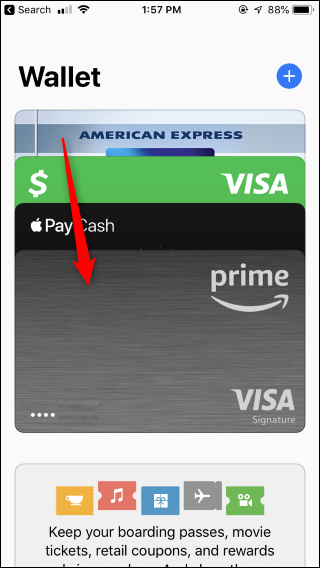 Search 1:57 PM 88%
Wallet
AMERICAN EXPRESS
$ VISA
Pay Cash
prime
••••
VISA
Signature
Keep your boarding passes, movie
tickets, retail coupons, and rewards